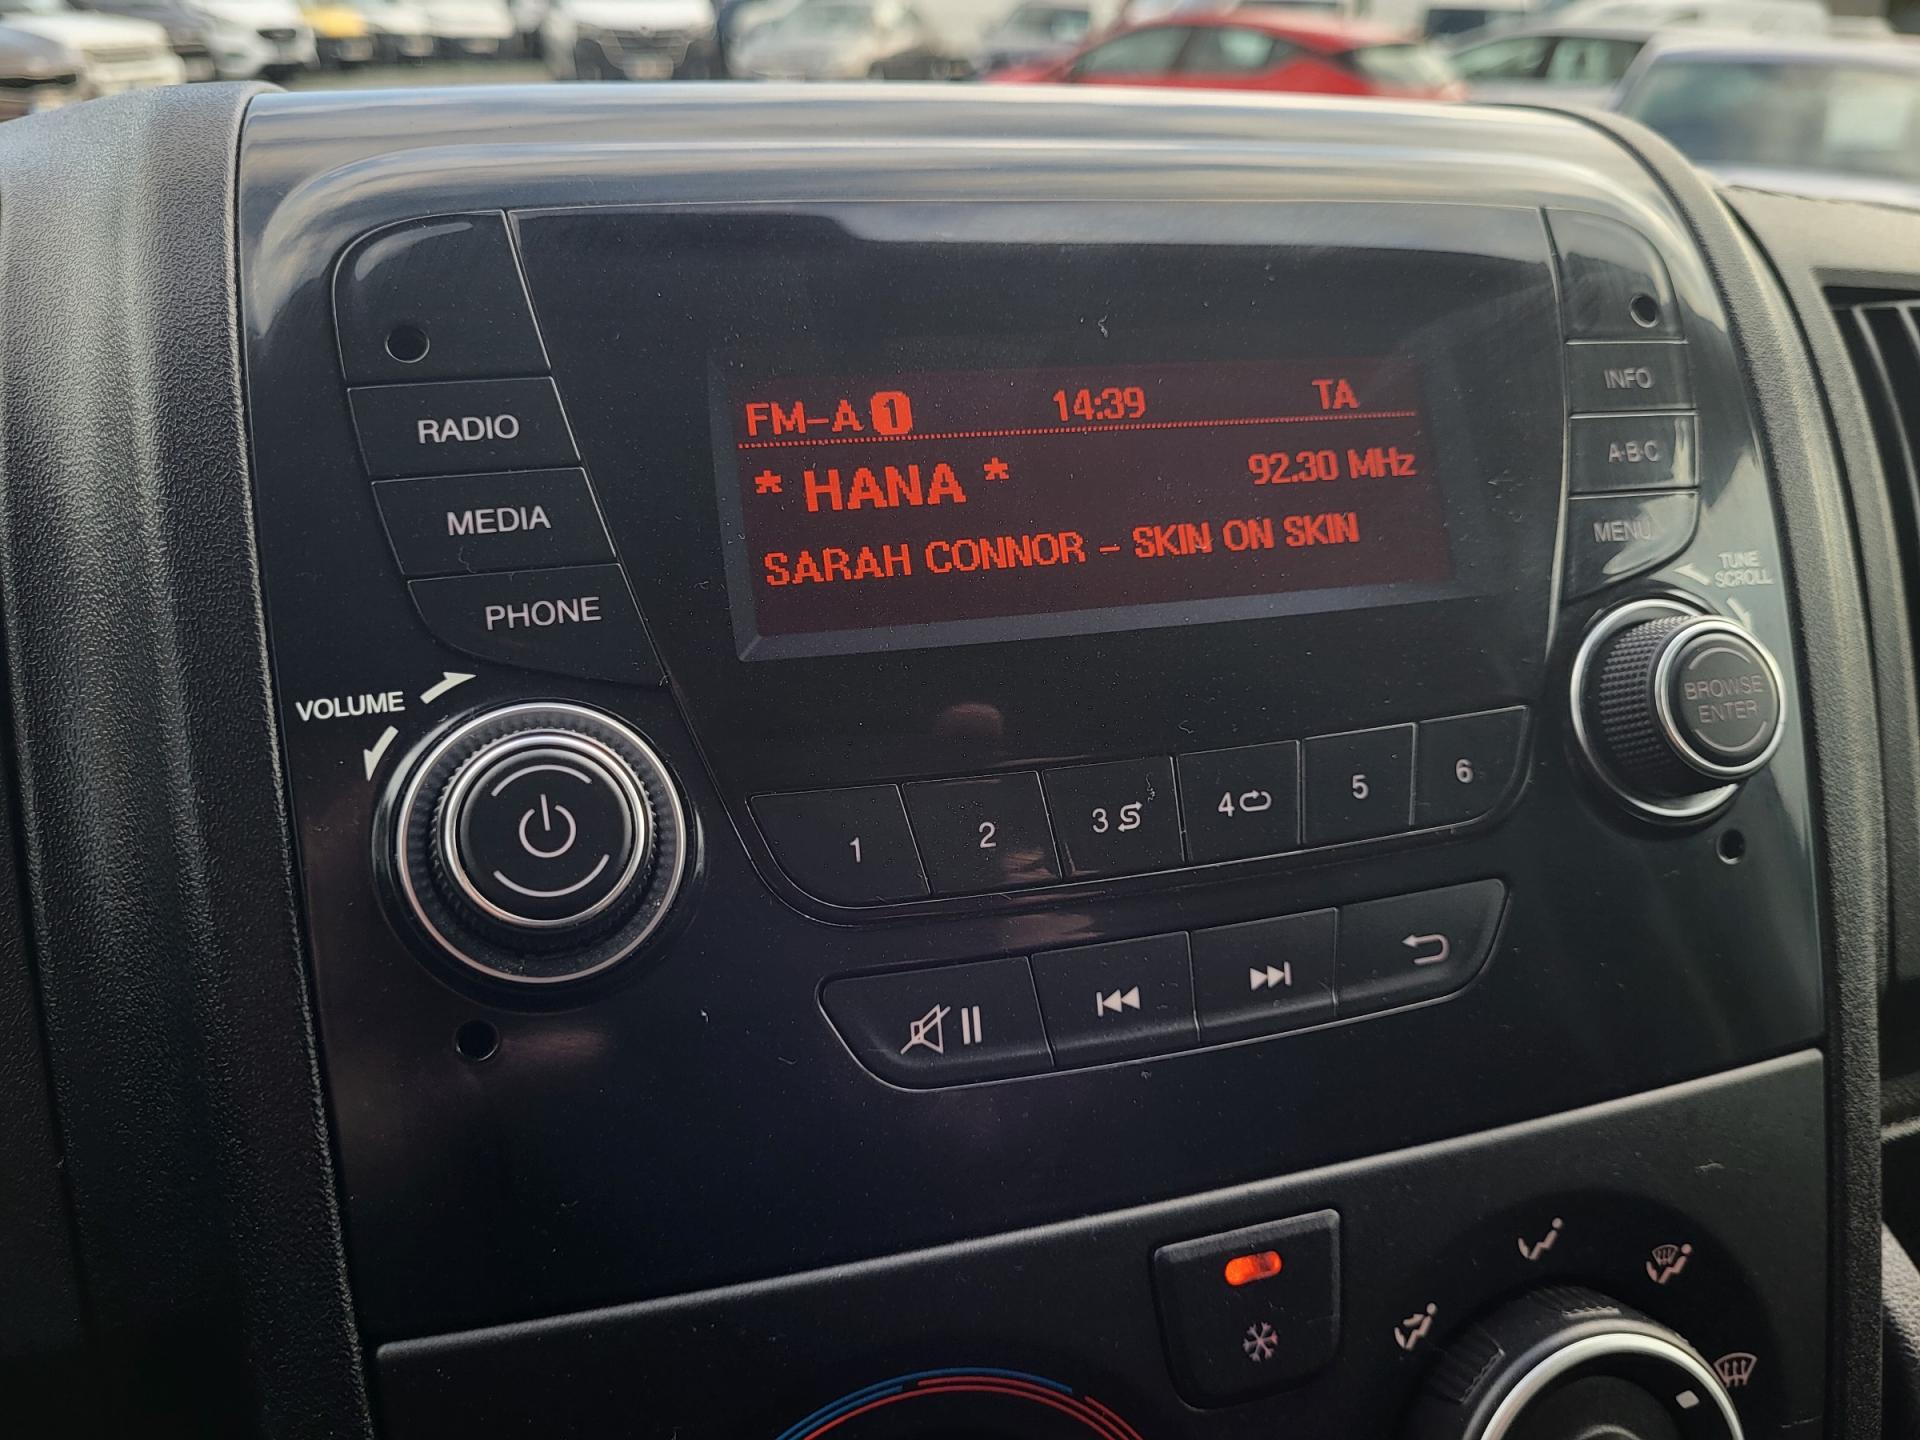 FM-A 1 14:39 TA
* HANA * 92.30 MHz
SARAH CONNOR - SKIN ON SKIN
RADIO
MEDIA
PHONE
VOLUME
INFO
A·B·C
MENU
TUNE
SCROLL
BROWSE
ENTER
1 2 3 4 5 6